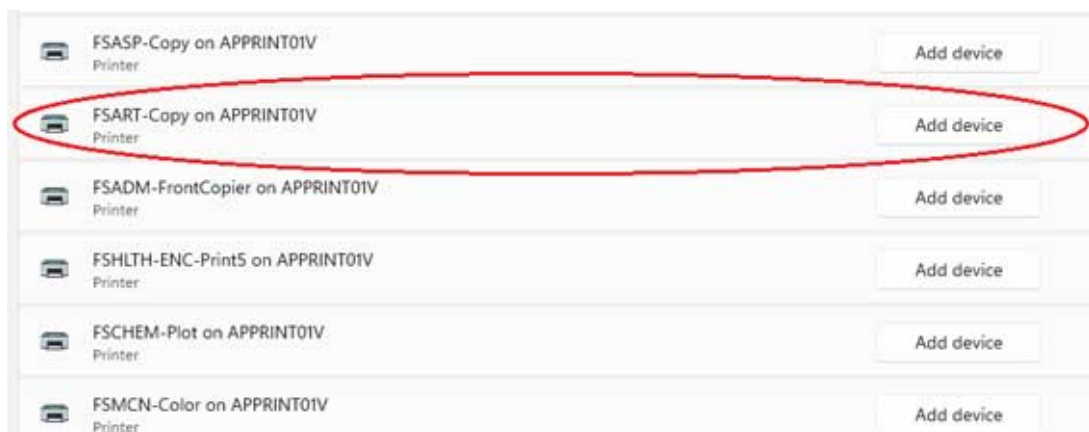 FSASP-Copy on APPRINT01V
Printer
Add device
FSART-Copy on APPRINT01V
Printer
Add device
FSADM-FrontCopier on APPRINT01V
Printer
Add device
FSHLTH-ENC-Print5 on APPRINT01V
Printer
Add device
FSCHEM-Plot on APPRINT01V
Printer
Add device
FSMCN-Color on APPRINT01V
Printer
Add device